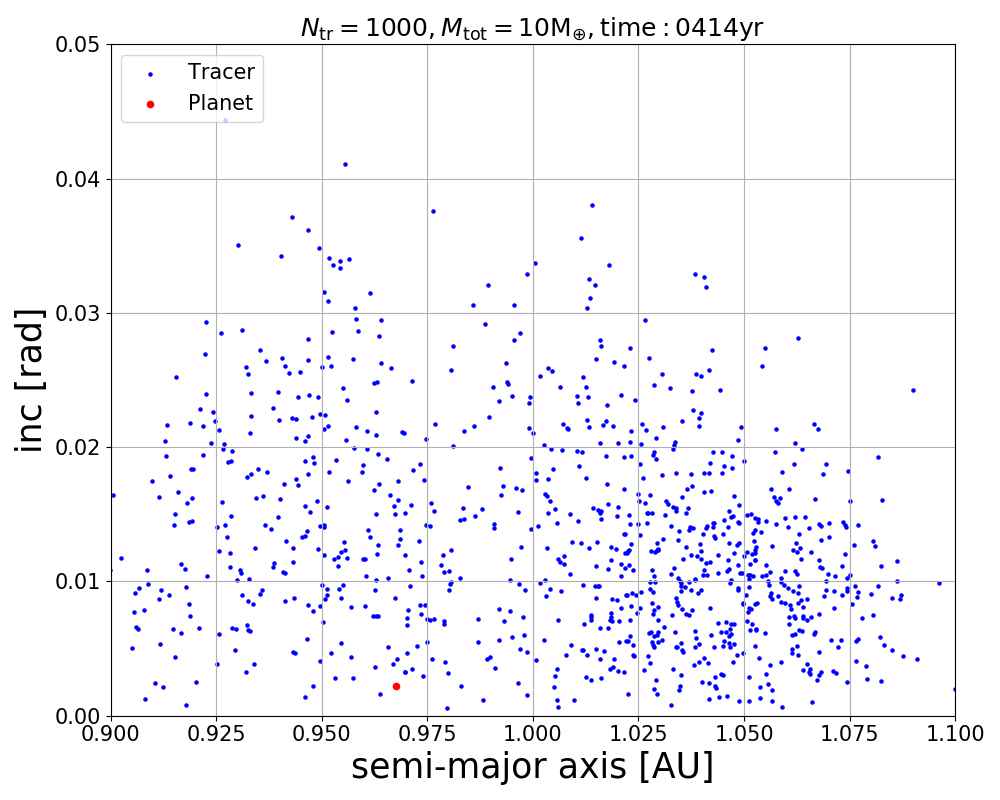 N_tr = 1000, M_tot = 10M_⊕, time : 0414yr
0.05
Tracer
Planet
0.04
0.03
0.02
0.01
0.00
inc [rad]
0.900 0.925 0.950 0.975 1.000 1.025 1.050 1.075 1.100
semi-major axis [AU]